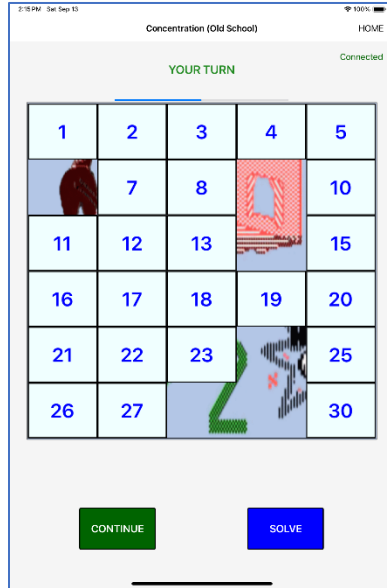 2:15 PM Sat Sep 13 100%
Concentration (Old School) HOME
Connected
YOUR TURN
1 2 3 4 5
7 8 10
11 12 13 15
16 17 18 19 20
21 22 23 25
26 27 30
CONTINUE SOLVE